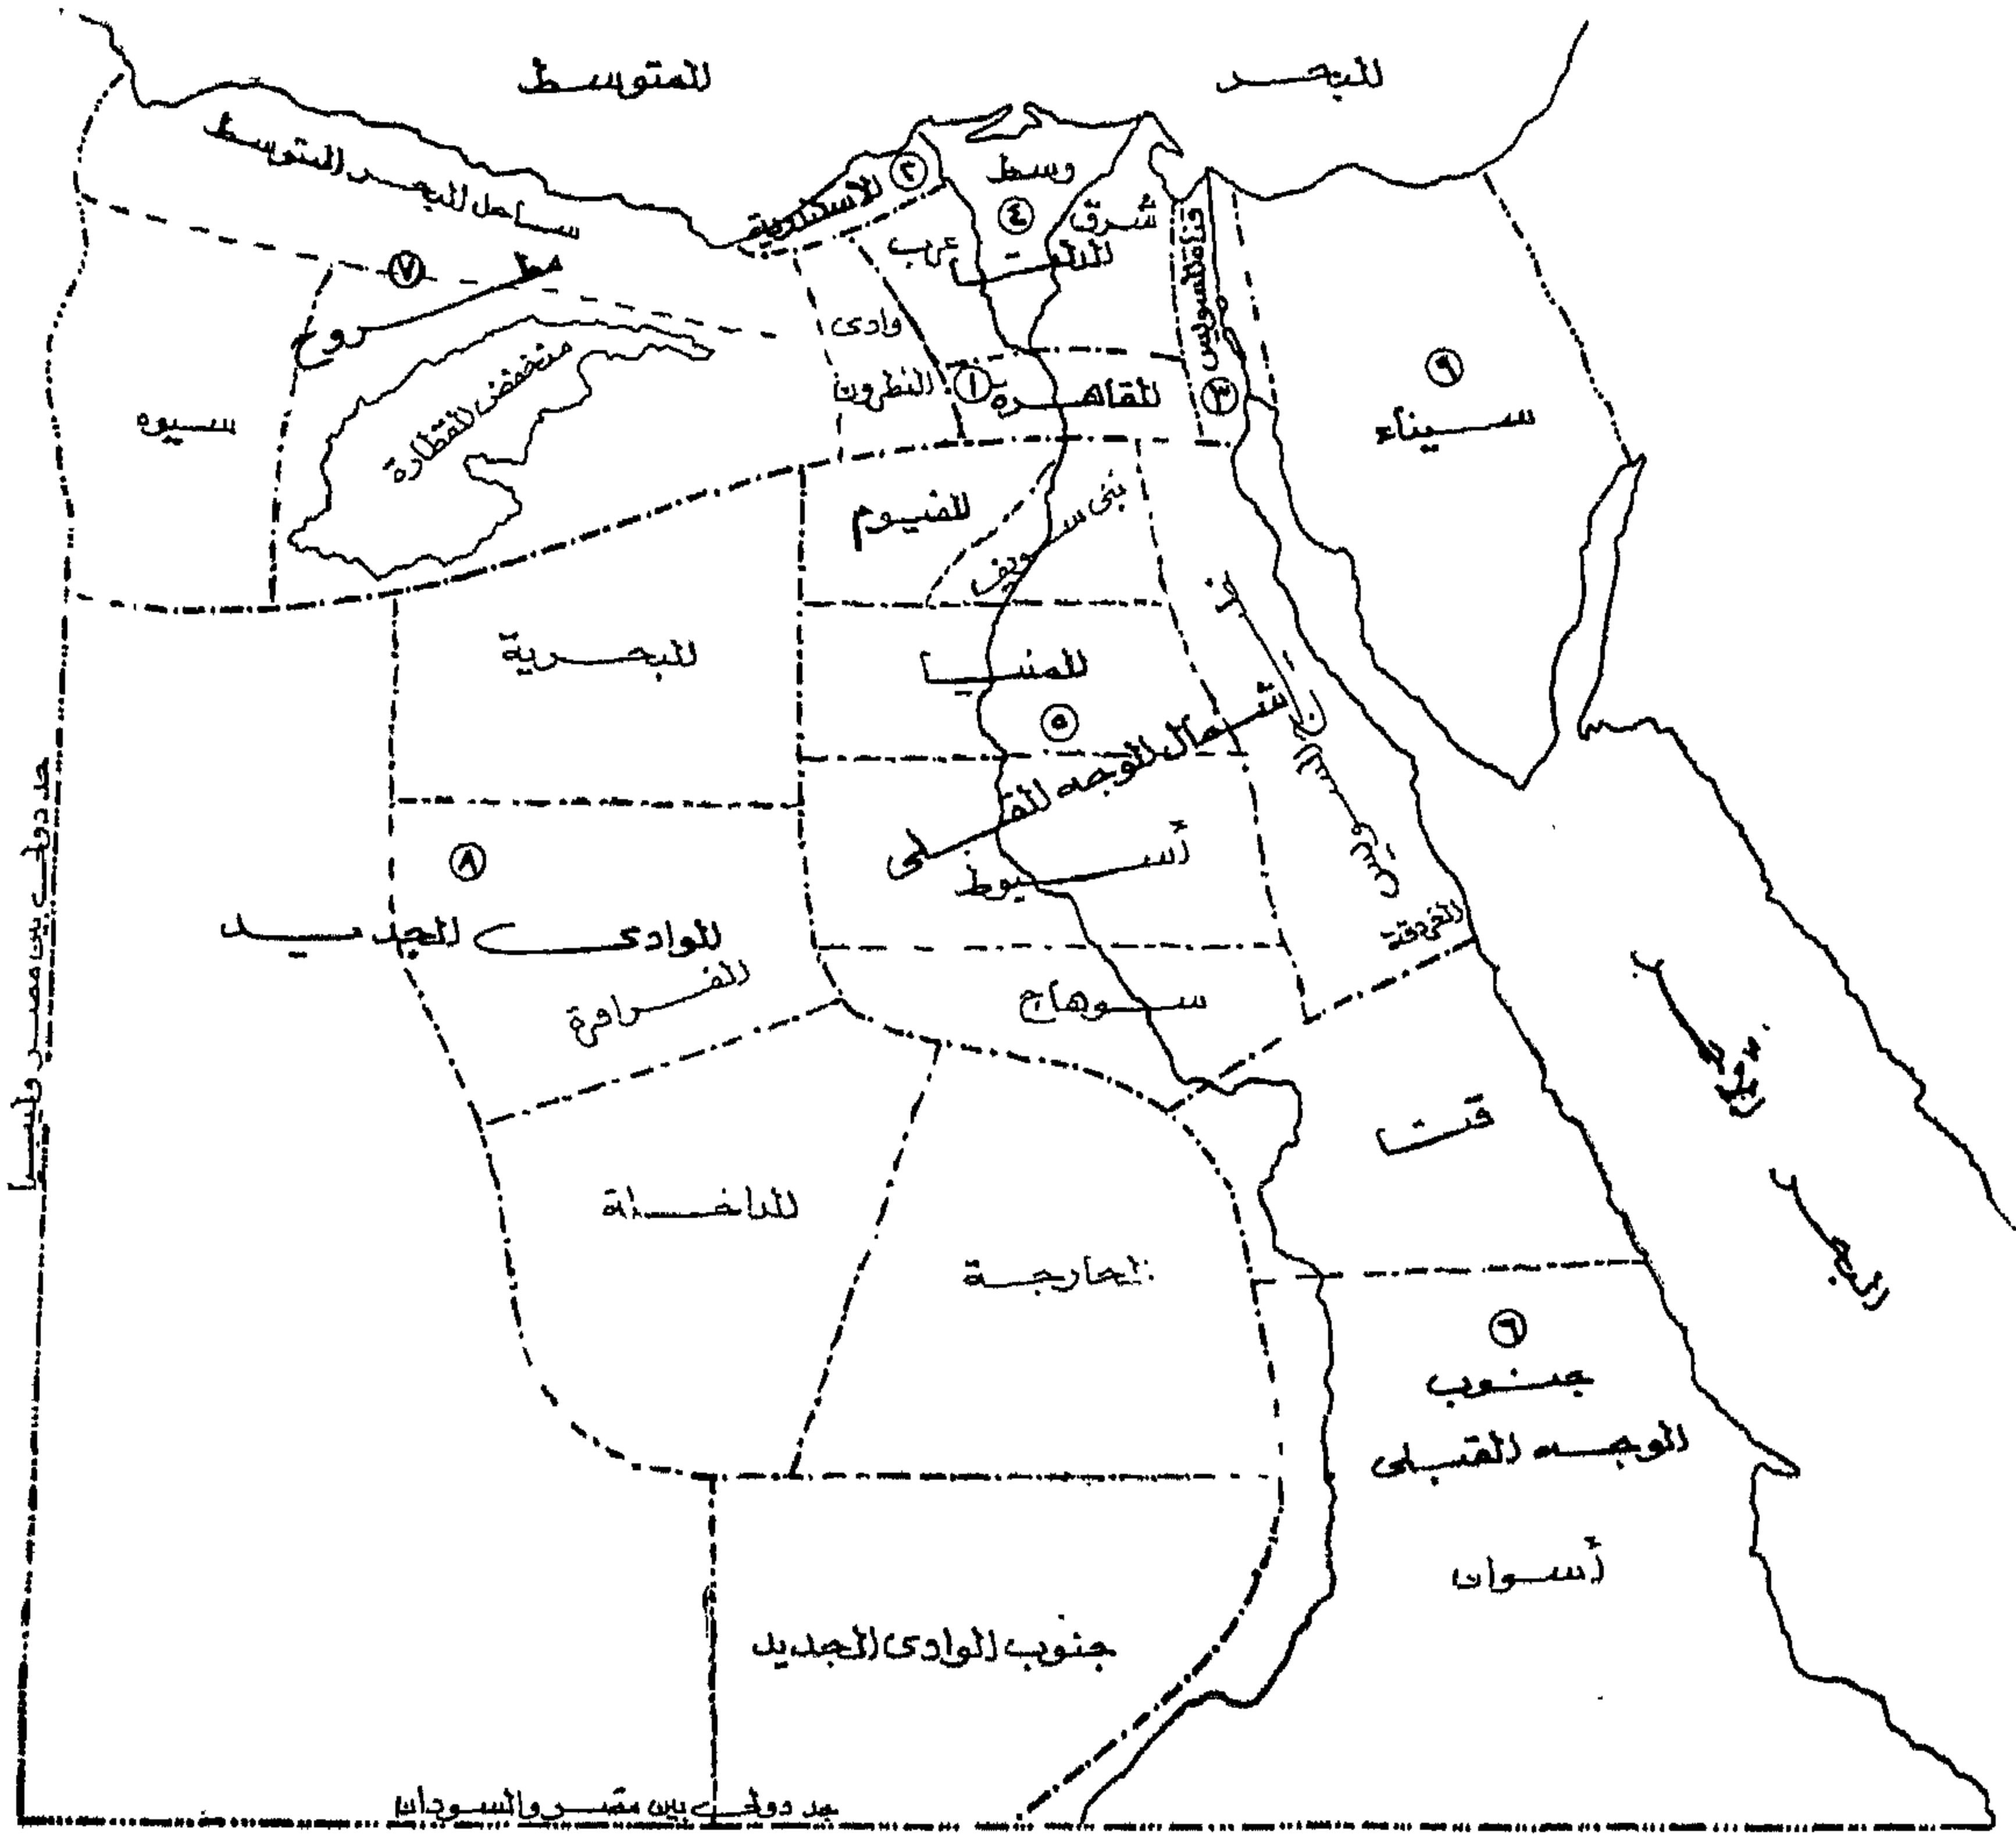 البحر
المتوسط
ساحل البحر المتوسط
٧
مطروح
سيوه
منخفض القطارة
الاسكندرية
٢
وسط
٤
شرق
غرب
الدلتا
وادى
النطرون
١
القاهرة
قناة السويس
٣
٩
سيناء
الفيوم
بنى سويف
البحرية
المنيا
٥
شمال الوجه القبلى
أسيوط
الغردقة
٨
الوادى الجديد
الفرافرة
سوهاج
قنا
الداخلة
الخارجة
٦
جنوب
الوجه القبلى
أسوان
جنوب الوادى الجديد
البحر
حد دولى بين مصر وليبيا
حد دولى بين مصر والسودان